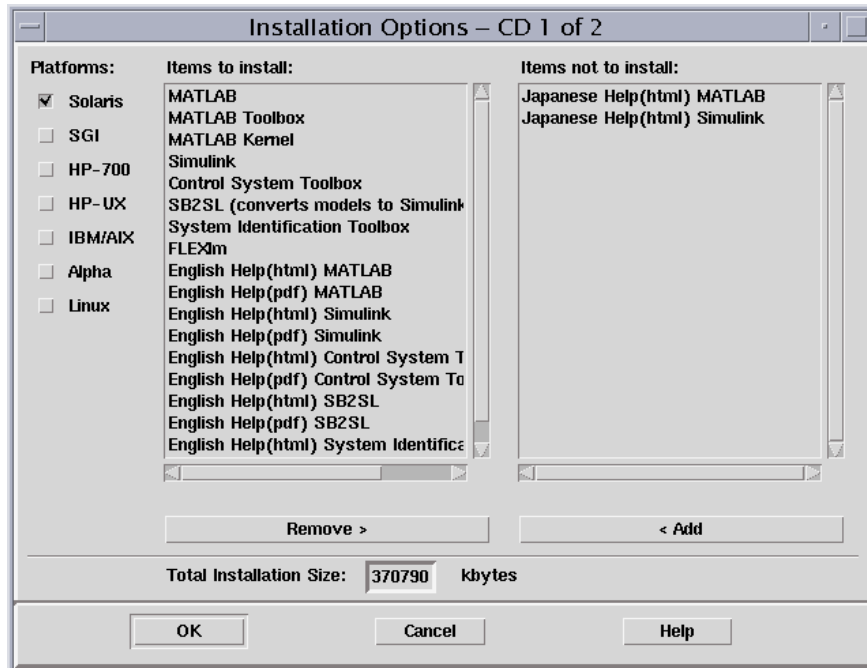 Installation Options – CD 1 of 2
Platforms:
Solaris
SGI
HP-700
HP-UX
IBM/AIX
Alpha
Linux
Items to install:
MATLAB
MATLAB Toolbox
MATLAB Kernel
Simulink
Control System Toolbox
SB2SL (converts models to Simulink
System Identification Toolbox
FLEXlm
English Help(html) MATLAB
English Help(pdf) MATLAB
English Help(html) Simulink
English Help(pdf) Simulink
English Help(html) Control System T
English Help(pdf) Control System To
English Help(html) SB2SL
English Help(pdf) SB2SL
English Help(html) System Identifica
Items not to install:
Japanese Help(html) MATLAB
Japanese Help(html) Simulink
Remove >
< Add
Total Installation Size: 370790 kbytes
OK
Cancel
Help